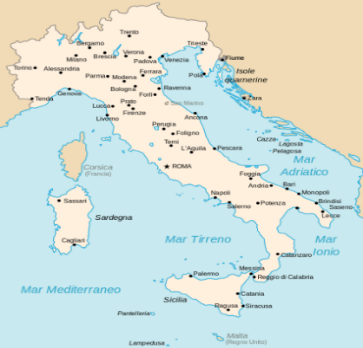 Trento
Bergamo
Trieste
Fiume
Milano
Brescia
Verona
Padova
Venezia
Torino
Alessandria
Parma
Modena
Ferrara
Pola
Isole
quarnerine
Bologna
Ravenna
Tenda
Genova
Forlì
Zara
Lucca
Prato
Firenze
San Marino
Livorno
Ancona
Perugia
Foligno
Cazza
Lagosta
Pelagosa
Terni
L'Aquila
Pescara
Mar
Adriatico
Corsica
(Francia)
ROMA
Foggia
Andria
Bari
Monopoli
Sassari
Napoli
Salerno
Potenza
Brindisi
Saseno
Lecce
Sardegna
Cagliari
Mar Tirreno
Mar
Ionio
Catanzaro
Mar Mediterraneo
Palermo
Messina
Reggio di Calabria
Sicilia
Catania
Pantelleria
Ragusa
Siracusa
Malta
(Regno Unito)
Lampedusa